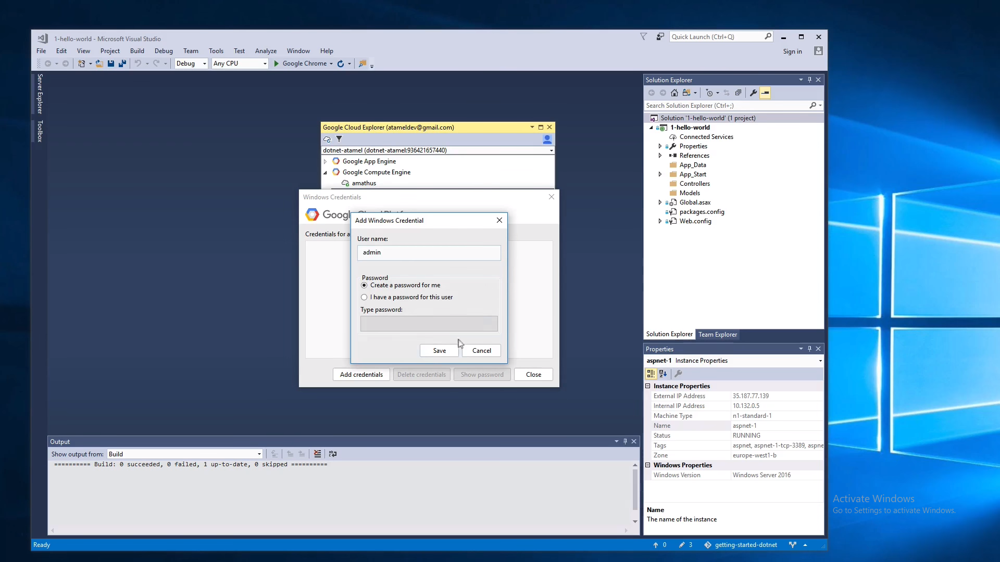 1-hello-world - Microsoft Visual Studio
Quick Launch (Ctrl+Q)
File Edit View Project Build Debug Team Tools Test Analyze Window Help
Sign in
Debug Any CPU Google Chrome
Server Explorer
Toolbox
Google Cloud Explorer (atameldev@gmail.com)
dotnet-atamel (dotnet-atamel:936421657440)
Google App Engine
Google Compute Engine
amathus
Windows Credentials
Credentials for a
Add Windows Credential
User name:
admin
Password
Create a password for me
I have a password for this user
Type password:
Save Cancel
Add credentials Delete credentials Show password Close
Solution Explorer
Search Solution Explorer (Ctrl+;)
Solution '1-hello-world' (1 project)
1-hello-world
Connected Services
Properties
References
App_Data
App_Start
Controllers
Models
Global.asax
packages.config
Web.config
Solution Explorer Team Explorer
Properties
aspnet-1 Instance Properties
Instance Properties
External IP Address 35.187.77.139
Internal IP Address 10.132.0.5
Machine Type n1-standard-1
Name aspnet-1
Status RUNNING
Tags aspnet, aspnet-1-tcp-3389, aspne
Zone europe-west1-b
Windows Properties
Windows Version Windows Server 2016
Name
The name of the instance
Output
Show output from: Build
========== Build: 0 succeeded, 0 failed, 1 up-to-date, 0 skipped ==========
Activate Windows
Go to Settings to activate Windows.
Ready
0 3 getting-started-dotnet